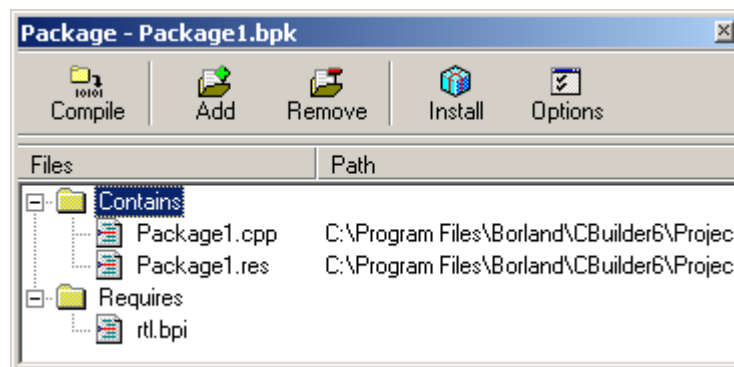 Package - Package1.bpk
Compile Add Remove Install Options
Files Path
Contains
Package1.cpp C:\Program Files\Borland\CBuilder6\Projec
Package1.res C:\Program Files\Borland\CBuilder6\Projec
Requires
rtl.bpi